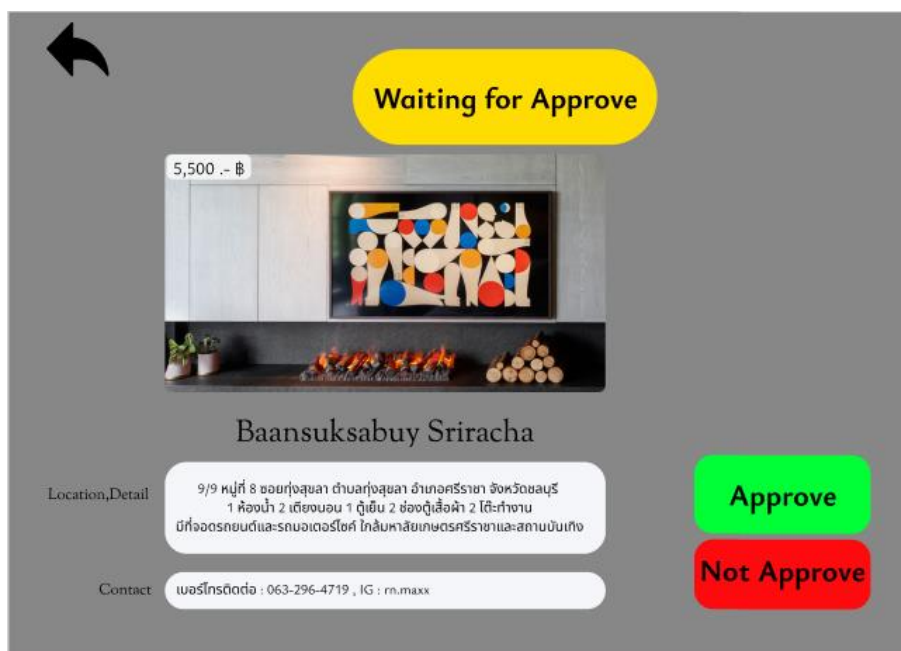 Waiting for Approve
5,500 .- ฿
Baansuksabuy Sriracha
Location,Detail
9/9 หมู่ที่ 8 ซอยทุ่งสุขลา ตำบลทุ่งสุขลา อำเภอศรีราชา จังหวัดชลบุรี
1 ห้องน้ำ 2 เตียงนอน 1 ตู้เย็น 2 ช่องตู้เสื้อผ้า 2 โต๊ะทำงาน
มีที่จอดรถยนต์และรถมอเตอร์ไซค์ ใกล้มหาลัยเกษตรศรีราชาและสถานบันเทิง
Approve
Not Approve
Contact
เบอร์โทรติดต่อ : 063-296-4719 , IG : rn.maxx